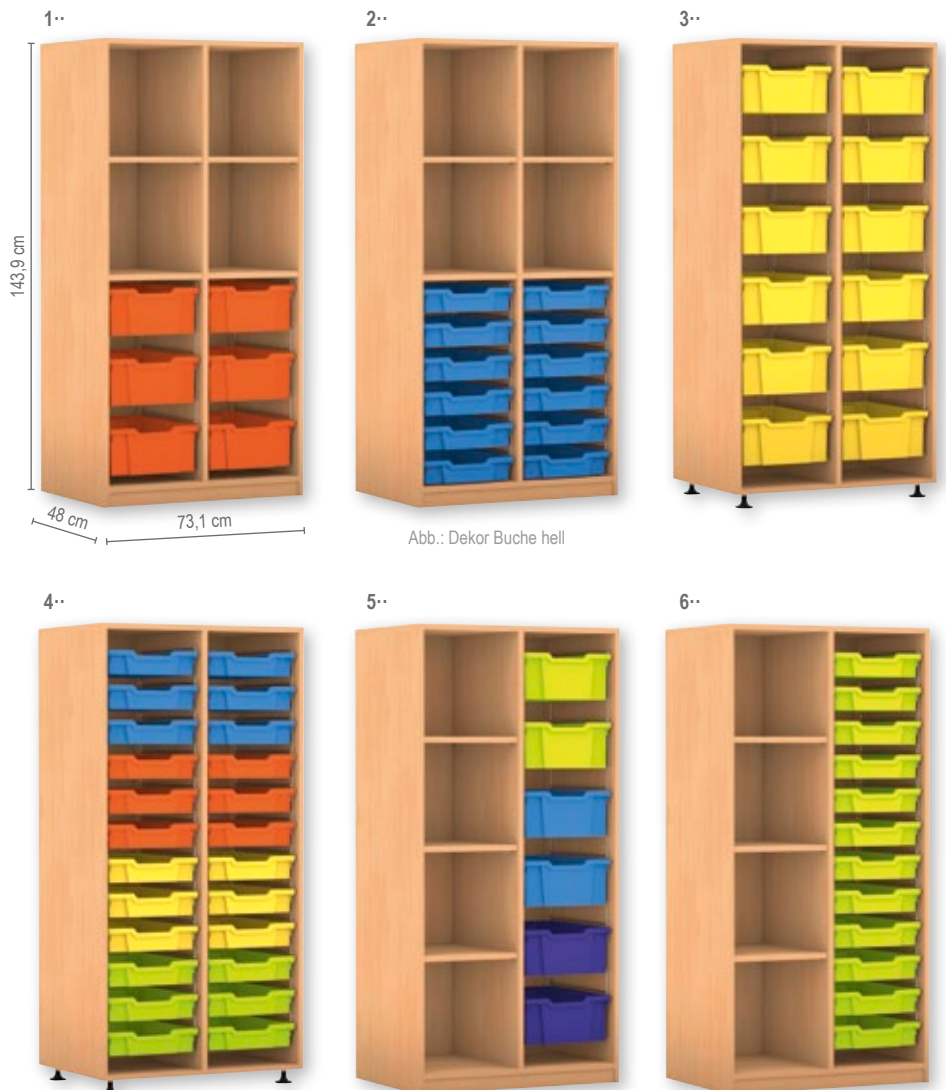 1··
2··
3··
143,9 cm
48 cm
73,1 cm
Abb.: Dekor Buche hell
4··
5··
6··